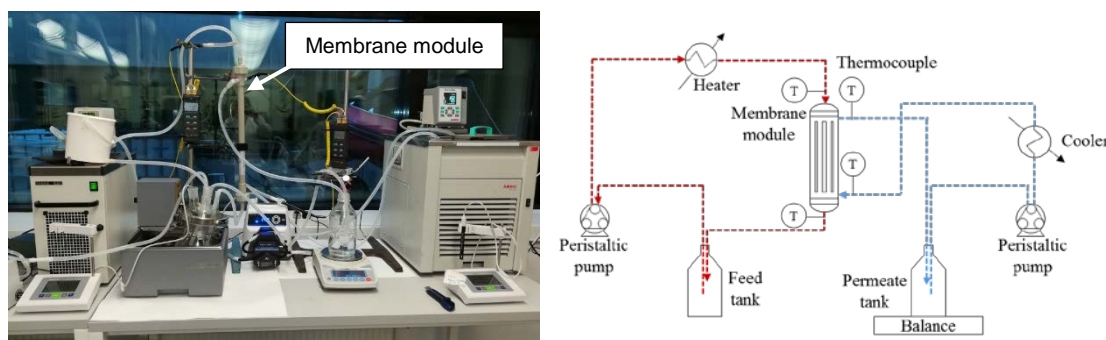 Membrane module
Heater
Thermocouple
T
T
Membrane
module
T
T
Cooler
Peristaltic
pump
Peristaltic
pump
Feed
tank
Permeate
tank
Balance